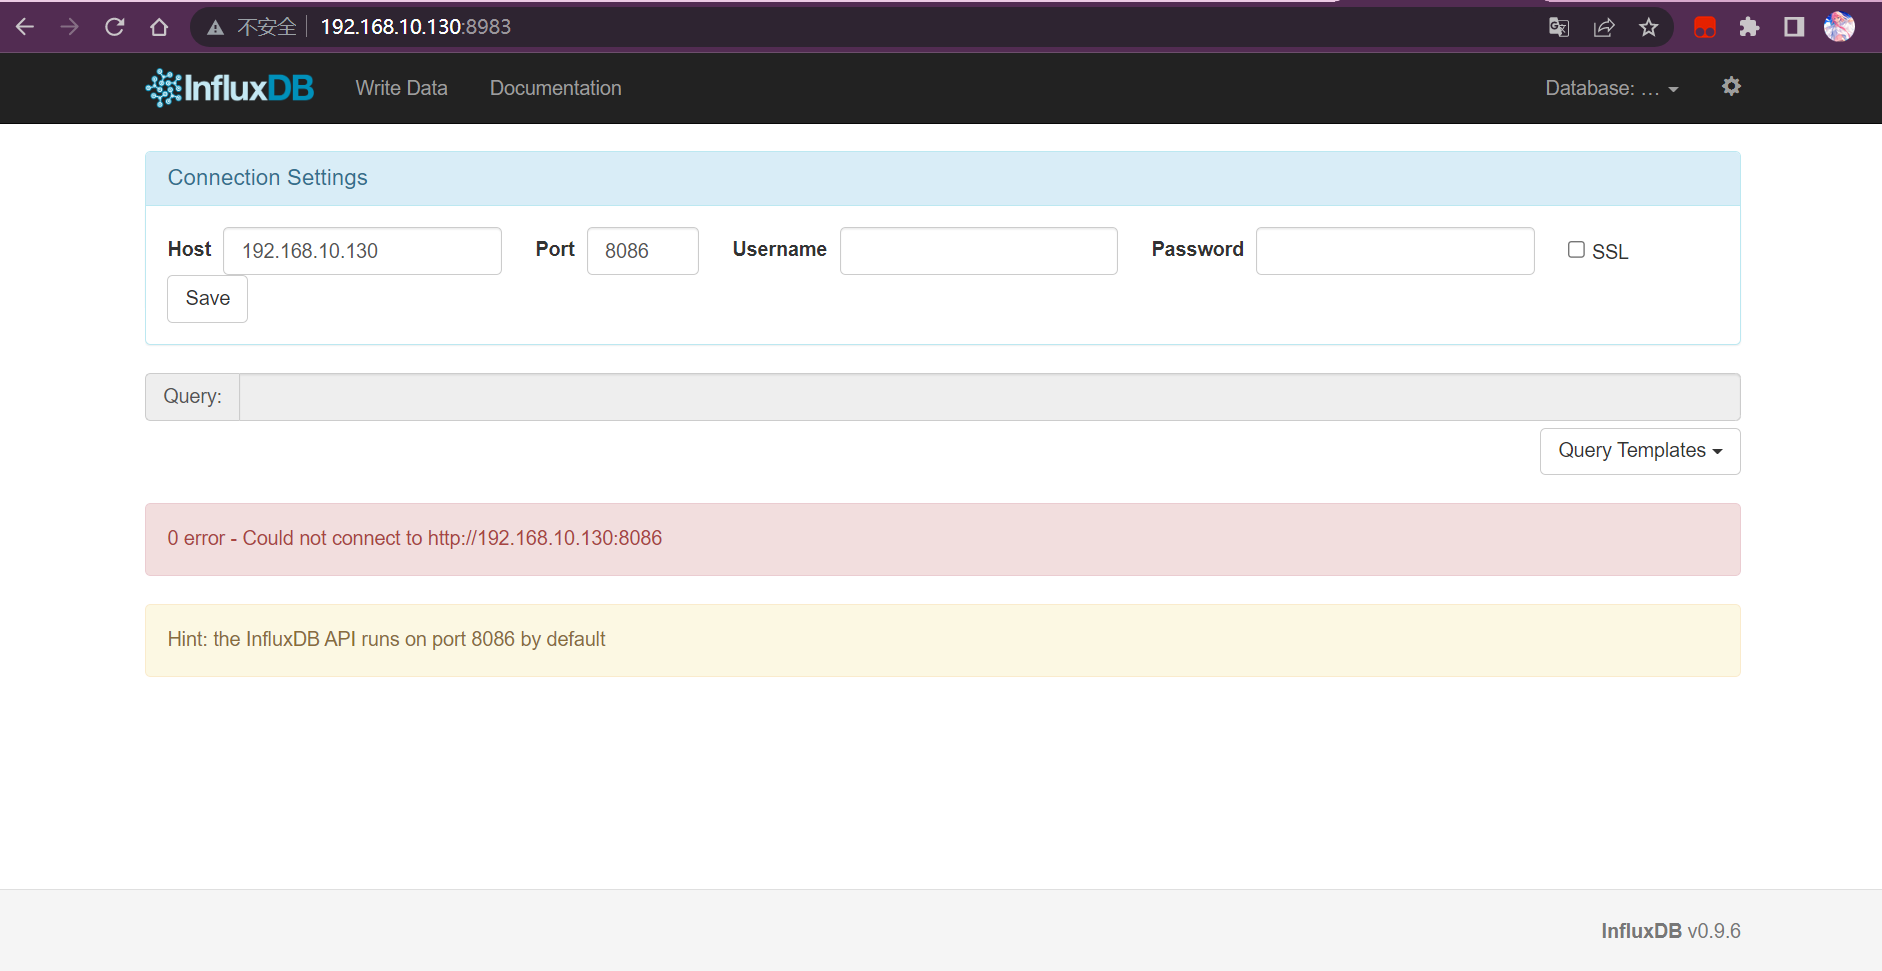 不安全 192.168.10.130:8983
InfluxDB Write Data Documentation Database: ...
Connection Settings
Host 192.168.10.130 Port 8086 Username Password SSL
Save
Query:
Query Templates
0 error - Could not connect to http://192.168.10.130:8086
Hint: the InfluxDB API runs on port 8086 by default
InfluxDB v0.9.6